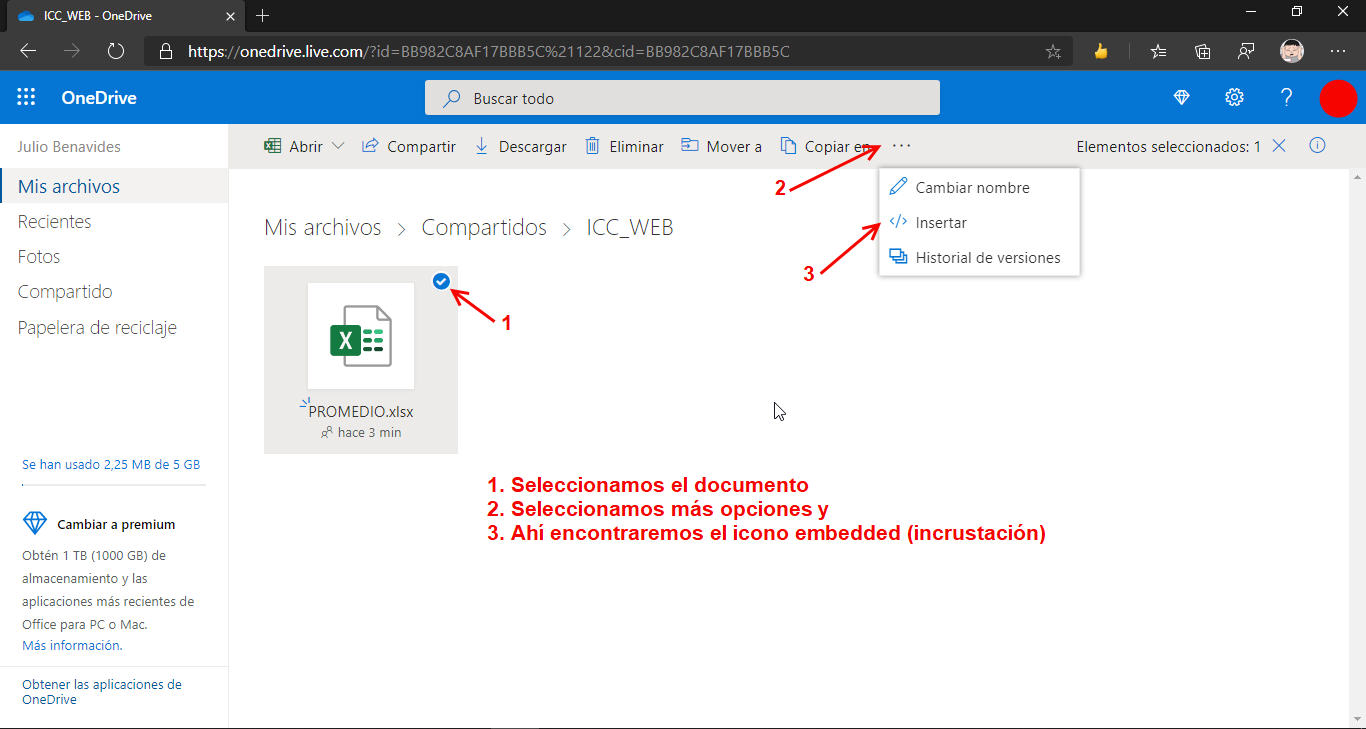 ICC_WEB - OneDrive
https://onedrive.live.com/?id=BB982C8AF17BBB5C%21122&cid=BB982C8AF17BBB5C
OneDrive
Buscar todo
?
Julio Benavides
Abrir
Compartir
Descargar
Eliminar
Mover a
Copiar en
Elementos seleccionados: 1
Mis archivos
Recientes
Fotos
Compartido
Papelera de reciclaje
2
Cambiar nombre
Insertar
Historial de versiones
3
Mis archivos > Compartidos > ICC_WEB
1
PROMEDIO.xlsx
hace 3 min
Se han usado 2,25 MB de 5 GB
Cambiar a premium
Obtén 1 TB (1000 GB) de
almacenamiento y las
aplicaciones más recientes de
Office para PC o Mac.
Más información.
Obtener las aplicaciones de
OneDrive
1. Seleccionamos el documento
2. Seleccionamos más opciones y
3. Ahí encontraremos el icono embedded (incrustación)